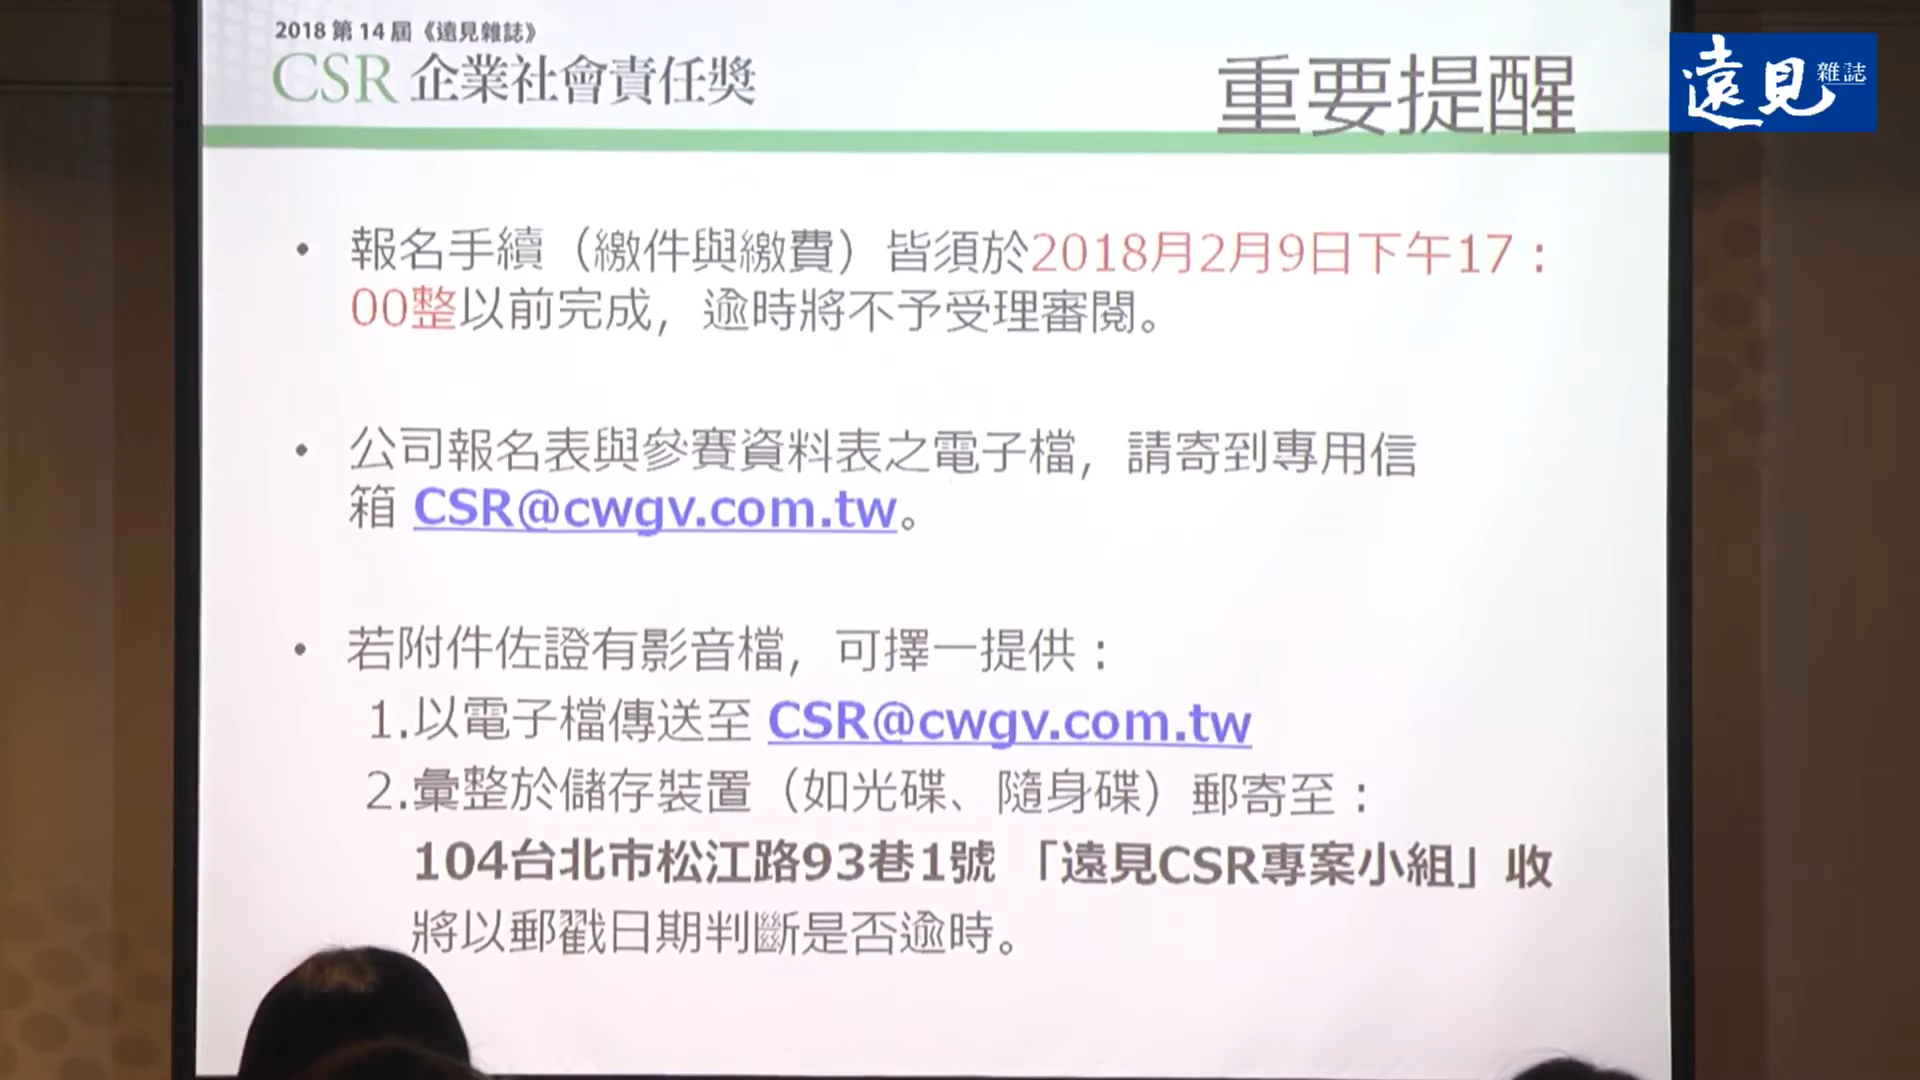 2018 第 14 屆《遠見雜誌》
CSR 企業社會責任獎
重要提醒
遠見 雜誌
• 報名手續（繳件與繳費）皆須於2018月2月9日下午17：
00整以前完成，逾時將不予受理審閱。
• 公司報名表與參賽資料表之電子檔，請寄到專用信
箱 CSR@cwgv.com.tw。
• 若附件佐證有影音檔，可擇一提供：
1.以電子檔傳送至 CSR@cwgv.com.tw
2.彙整於儲存裝置（如光碟、隨身碟）郵寄至：
104台北市松江路93巷1號 「遠見CSR專案小組」收
將以郵戳日期判斷是否逾時。